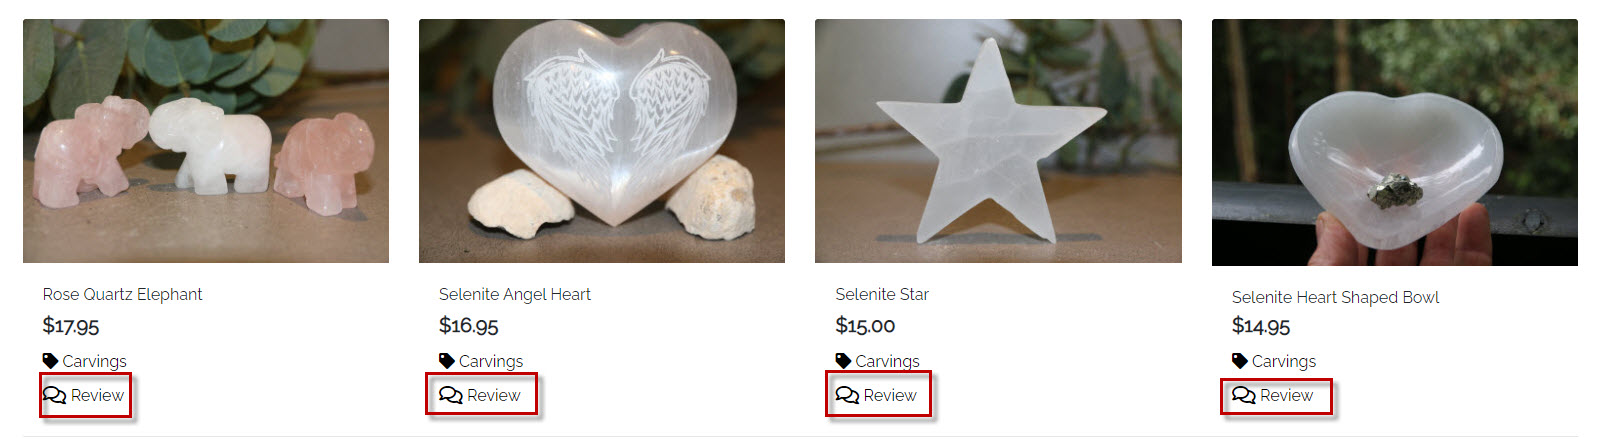 Rose Quartz Elephant
$17.95
Carvings
Review
Selenite Angel Heart
$16.95
Carvings
Review
Selenite Star
$15.00
Carvings
Review
Selenite Heart Shaped Bowl
$14.95
Carvings
Review